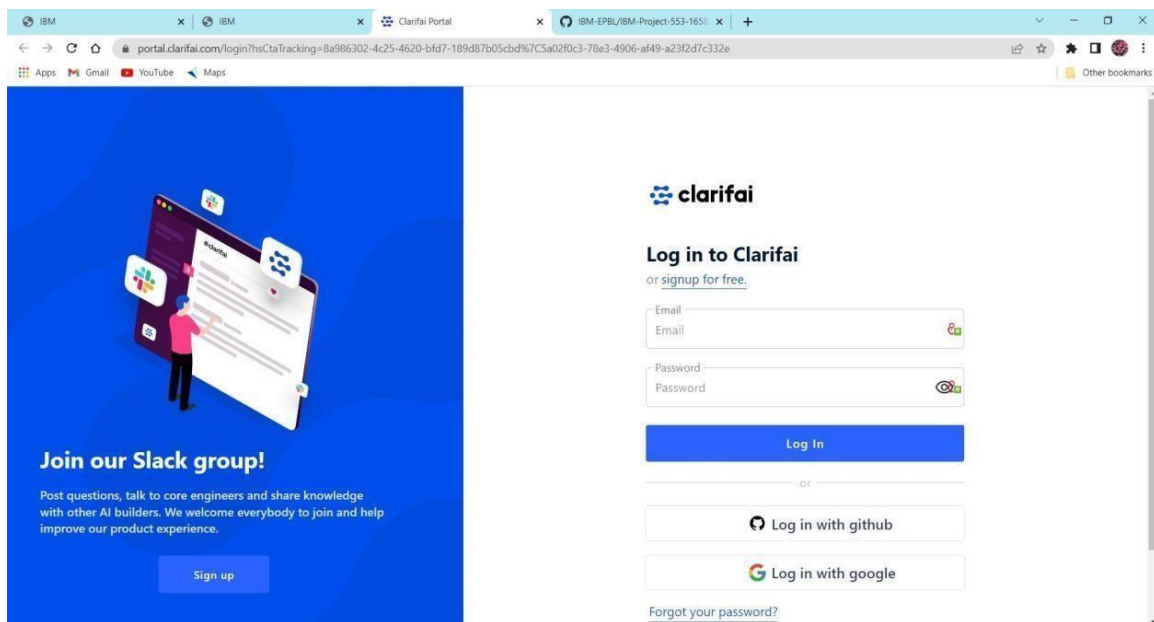 IBM
IBM
Clarifai Portal
IBM-EPBL/IBM-Project-553-1658
portal.clarifai.com/login?hsCtaTracking=8a986302-4c25-4620-bfd7-189d87b05cbd%7C5a02f0c3-78e3-4906-af49-a23f2d7c332e
Apps
Gmail
YouTube
Maps
Other bookmarks
#clarifai
Join our Slack group!
Post questions, talk to core engineers and share knowledge
with other AI builders. We welcome everybody to join and help
improve our product experience.
Sign up
clarifai
Log in to Clarifai
or signup for free.
Email
Email
Password
Password
Log In
or
Log in with github
Log in with google
Forgot your password?